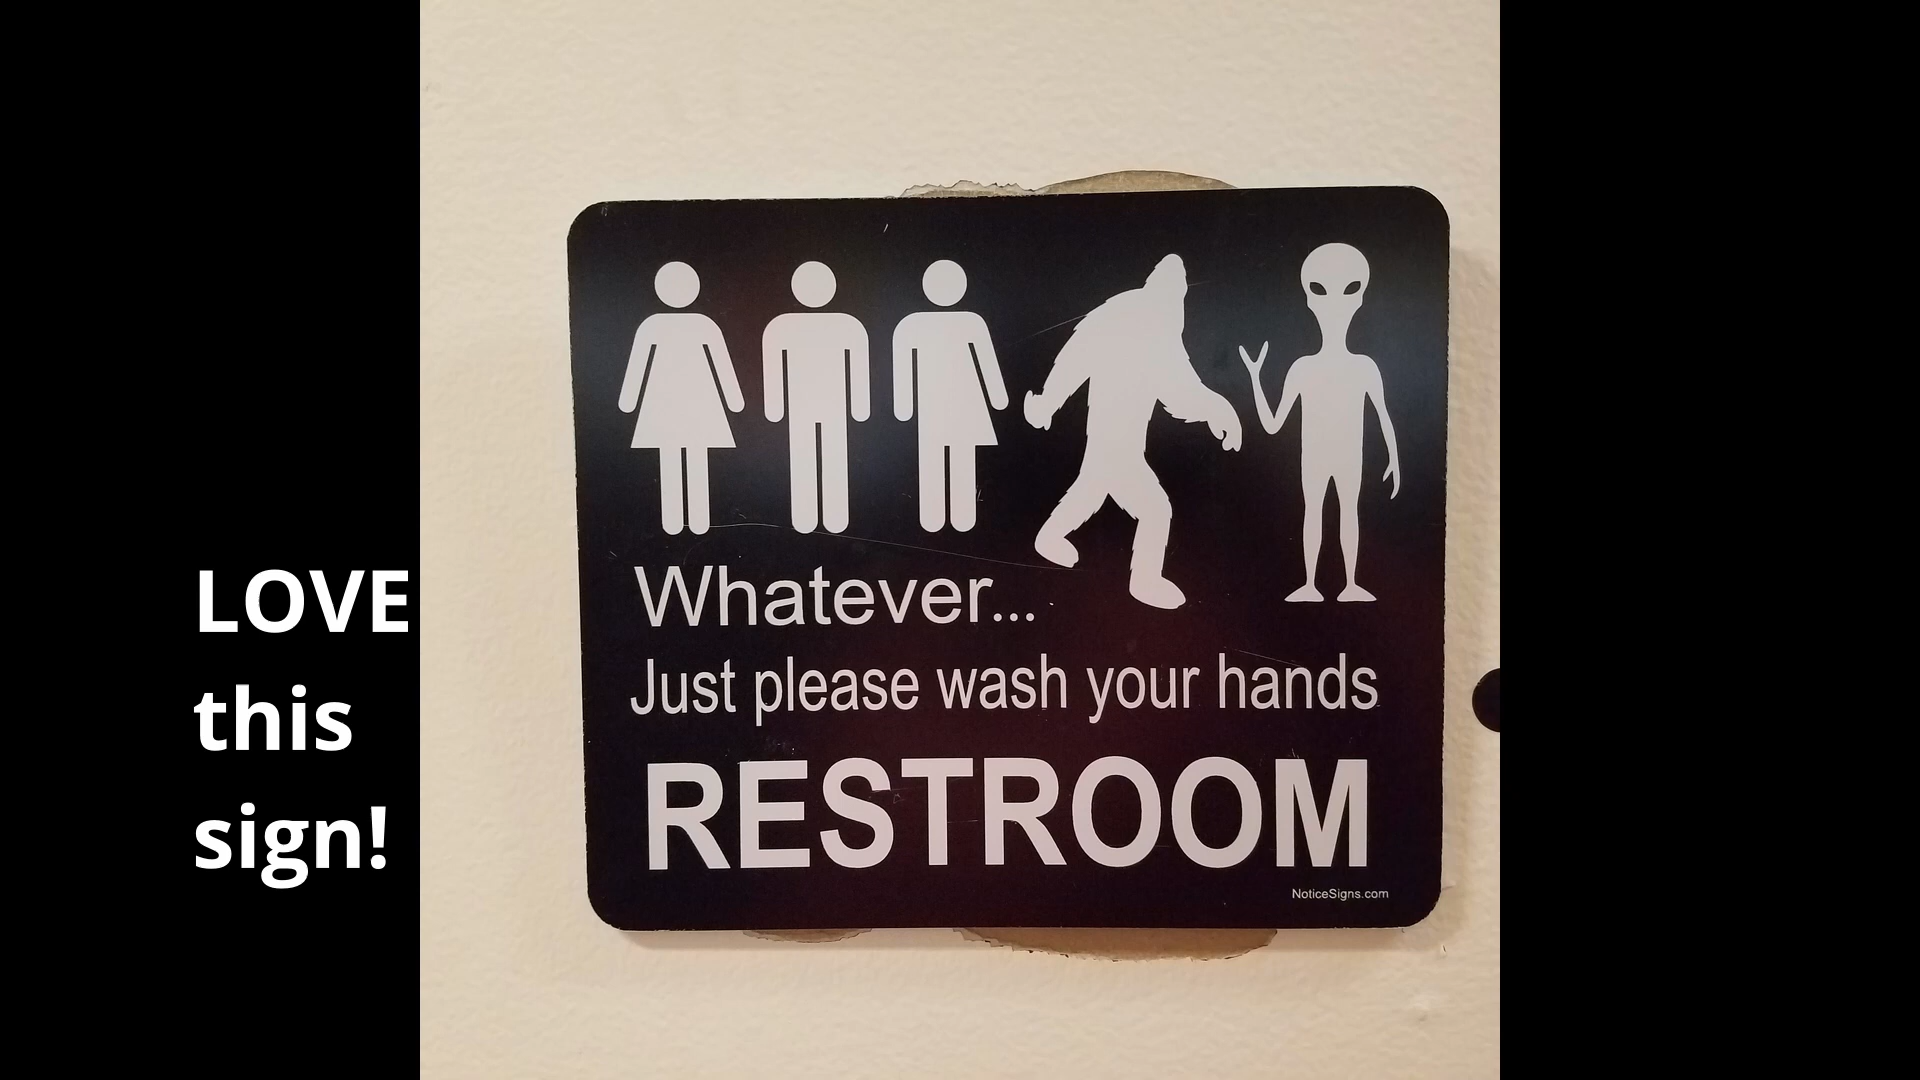 LOVE
this
sign!
Whatever...
Just please wash your hands
RESTROOM
NoticeSigns.com